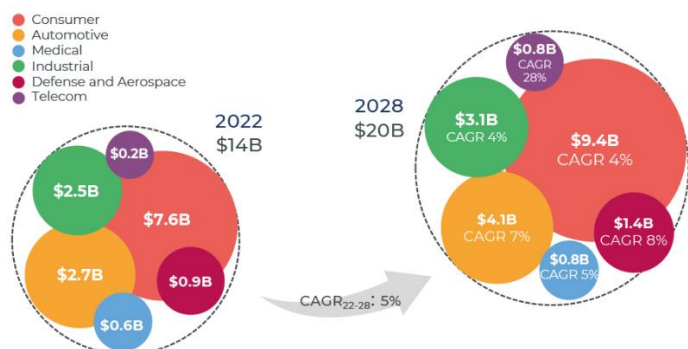 Consumer
Automotive
Medical
Industrial
Defense and Aerospace
Telecom
2022
$14B
$0.2B
$2.5B
$7.6B
$2.7B
$0.9B
$0.6B
CAGR22-28: 5%
2028
$20B
$0.8B
CAGR
28%
$3.1B
CAGR 4%
$9.4B
CAGR 4%
$4.1B
CAGR 7%
$1.4B
CAGR 8%
$0.8B
CAGR 5%